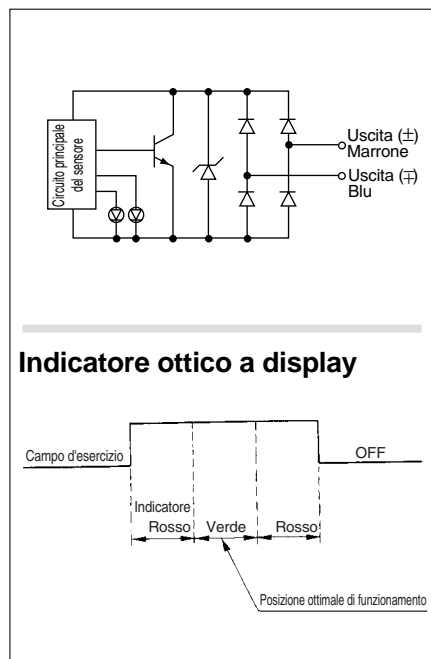 Circuito principale
del sensore
Uscita (±)
Marrone
Uscita (∓)
Blu
Indicatore ottico a display
Campo d'esercizio
OFF
Indicatore
Rosso
Verde
Rosso
Posizione ottimale di funzionamento